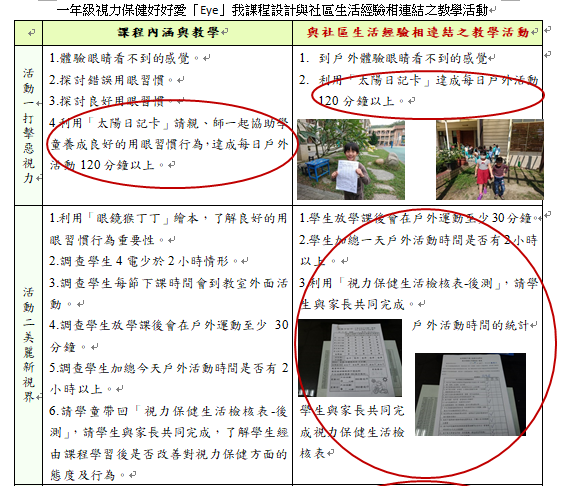 一年級視力保健好好愛「Eye」我課程設計與社區生活經驗相連結之教學活動
課程內涵與教學
與社區生活經驗相連結之教學活動
活動一打擊惡視力
1.體驗眼睛看不到的感覺。
2.探討錯誤用眼習慣。
3.探討良好用眼習慣。
4.利用「太陽日記卡」請親、師一起協助學
童養成良好的用眼習慣行為,達成每日戶外
活動 120 分鐘以上。
1. 到戶外體驗眼睛看不到的感覺
2. 利用「太陽日記卡」達成每日戶外活動
120 分鐘以上。
活動二美麗新視界
1.利用「眼鏡猴丁丁」繪本,了解良好的用
眼習慣行為重要性。
2.調查學生 4 電少於 2 小時情形。
3.調查學生每節下課時間會到教室外面活
動。
4.調查學生放學課後會在戶外運動至少 30
分鐘。
5.調查學生加總今天戶外活動時間是否有 2
小時以上。
6.請學童帶回「視力保健生活檢核表-後
測」,請學生與家長共同完成,了解學生經
由課程學習後是否改善對視力保健方面的
態度及行為。
1.學生放學課後會在戶外運動至少30分鐘。
2.學生加總一天戶外活動時間是否有2小時
以上。
3.利用「視力保健生活檢核表-後測」,請學
生與家長共同完成。
戶外活動時間的統計
學生與家長共同完
成視力保健生活檢
核表